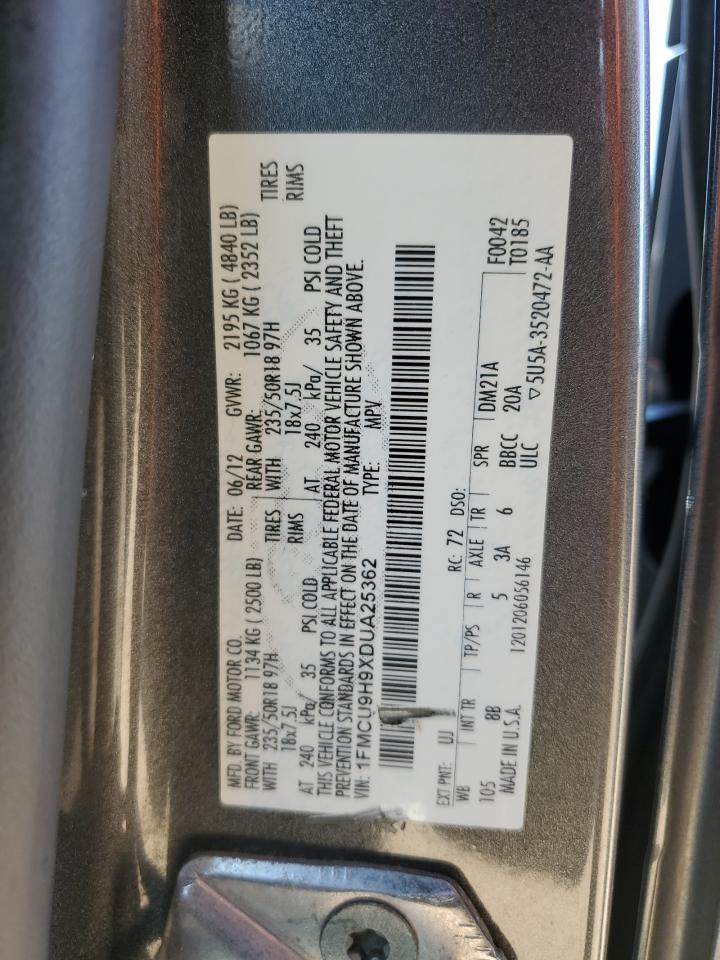 MFD. BY FORD MOTOR CO. DATE: 06/12 GVWR: 2195 KG ( 4840 LB)
FRONT GAWR: 1134 KG ( 2500 LB) REAR GAWR: 1067 KG ( 2352 LB)
WITH 235/50R18 97H TIRES WITH 235/50R18 97H TIRES
18x7.5J RIMS 18x7.5J RIMS
AT 240 kPa/ 35 PSI COLD AT 240 kPa/ 35 PSI COLD
THIS VEHICLE CONFORMS TO ALL APPLICABLE FEDERAL MOTOR VEHICLE SAFETY AND THEFT
PREVENTION STANDARDS IN EFFECT ON THE DATE OF MANUFACTURE SHOWN ABOVE.
VIN: 1FMCU9H9XDUA25362 TYPE: MPV
EXT PNT: UJ RC: 72 DSO:
WB INT TR TP/PS R AXLE TR SPR DM21A F0042
105 8B 5 3A 6 BBCC 20A T0185
MADE IN U.S.A. 1201206056146 ULC ▽5U5A-3520472-AA